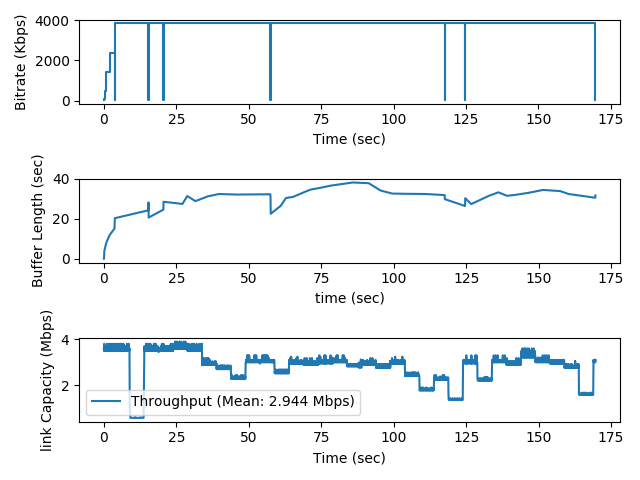 Bitrate (Kbps)
4000
2000
0
0 25 50 75 100 125 150 175
Time (sec)
Buffer Length (sec)
40
20
0
0 25 50 75 100 125 150 175
time (sec)
link Capacity (Mbps)
4
2
Throughput (Mean: 2.944 Mbps)
0 25 50 75 100 125 150 175
Time (sec)